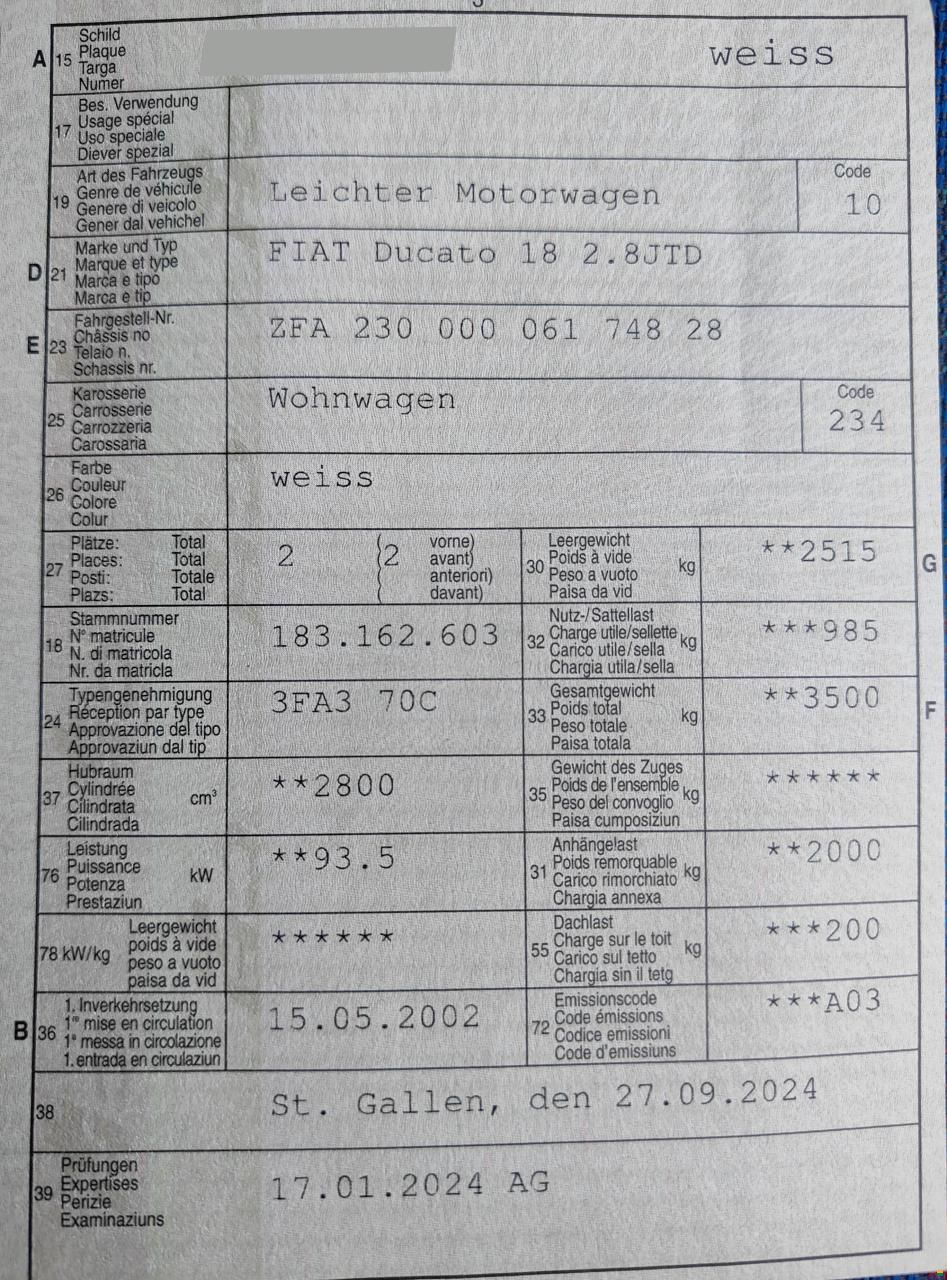 A 15 Schild
Plaque
Targa
Numer
weiss
17 Bes. Verwendung
Usage spécial
Uso speciale
Diever spezial
19 Art des Fahrzeugs
Genre de véhicule
Genere di veicolo
Gener dal vehichel
Leichter Motorwagen
Code
10
D 21 Marke und Typ
Marque et type
Marca e tipo
Marca e tip
FIAT Ducato 18 2.8JTD
E 23 Fahrgestell-Nr.
Châssis no
Telaio n.
Schassis nr.
ZFA 230 000 061 748 28
25 Karosserie
Carrosserie
Carrozzeria
Carossaria
Wohnwagen
Code
234
26 Farbe
Couleur
Colore
Colur
weiss
27 Plätze: Total
Places: Total
Posti: Totale
Plazs: Total
2 (2 vorne)
avant)
anteriori)
davant)
30 Leergewicht
Poids à vide
Peso a vuoto
Paisa da vid
kg
**2515
G
18 Stammnummer
N° matricule
N. di matricola
Nr. da matricla
183.162.603
32 Nutz-/Sattellast
Charge utile/sellette
Carico utile/sella
Chargia utila/sella
kg
***985
24 Typengenehmigung
Réception par type
Approvazione del tipo
Approvaziun dal tip
3FA3 70C
33 Gesamtgewicht
Poids total
Peso totale
Paisa totala
kg
**3500
F
37 Hubraum
Cylindrée
Cilindrata
Cilindrada
cm³
**2800
35 Gewicht des Zuges
Poids de l'ensemble
Peso del convoglio
Paisa cumposiziun
kg
******
76 Leistung
Puissance
Potenza
Prestaziun
kW
**93.5
31 Anhängelast
Poids remorquable
Carico rimorchiato
Chargia annexa
kg
**2000
78 kW/kg Leergewicht
poids à vide
peso a vuoto
paisa da vid
******
55 Dachlast
Charge sur le toit
Carico sul tetto
Chargia sin il tetg
kg
***200
B 36 1. Inverkehrsetzung
1re mise en circulation
1a messa in circolazione
1. entrada en circulaziun
15.05.2002
72 Emissionscode
Code émissions
Codice emissioni
Code d'emissiuns
***A03
38 St. Gallen, den 27.09.2024
39 Prüfungen
Expertises
Perizie
Examinaziuns
17.01.2024 AG